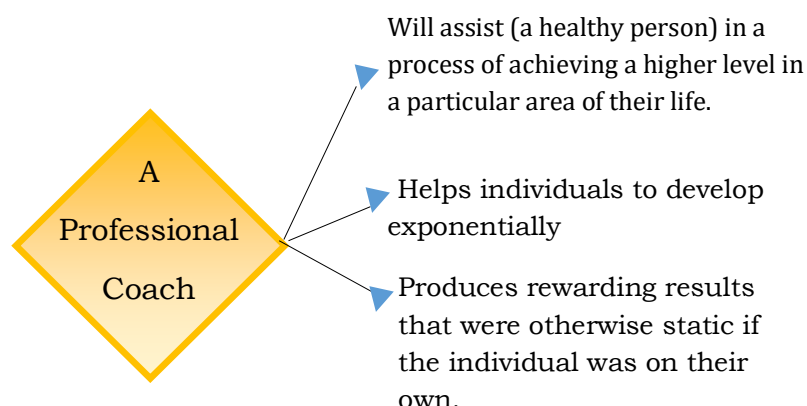 A
Professional
Coach
Will assist (a healthy person) in a
process of achieving a higher level in
a particular area of their life.
Helps individuals to develop
exponentially
Produces rewarding results
that were otherwise static if
the individual was on their
own.